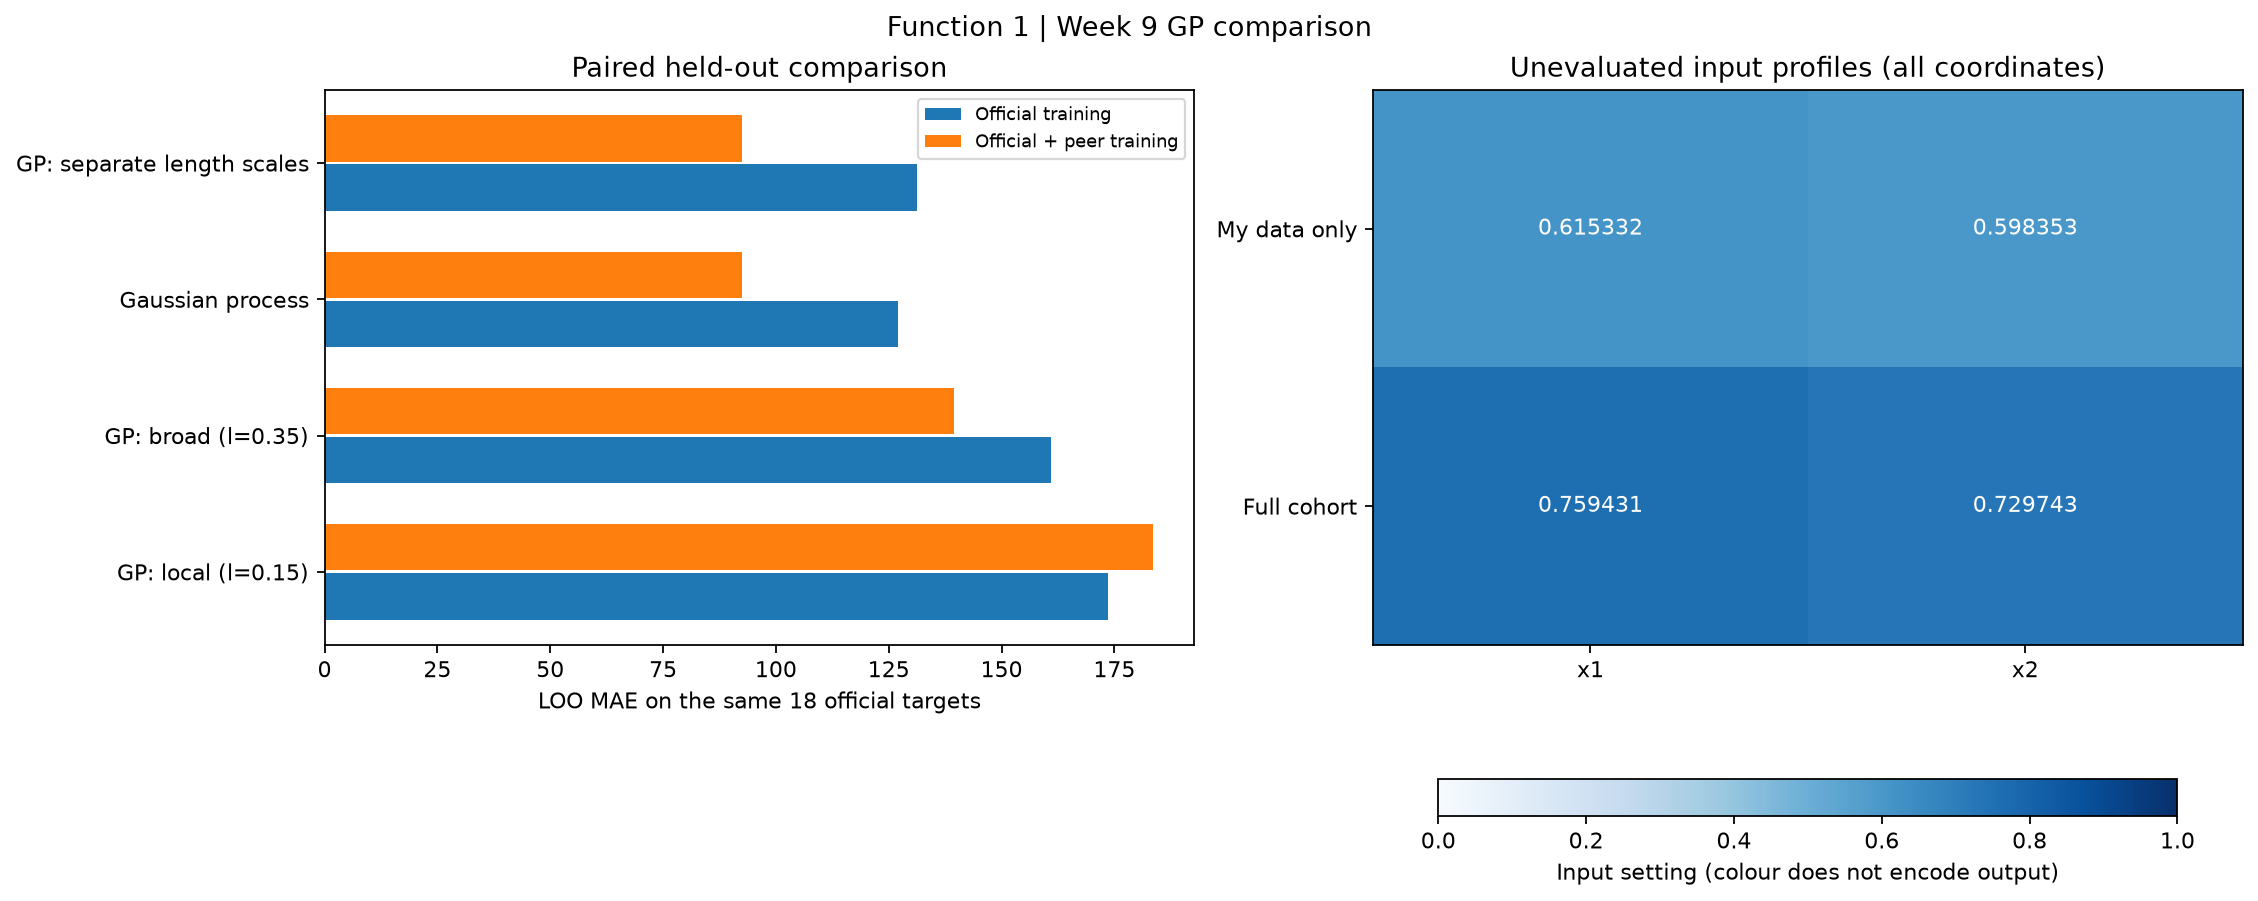 Function 1 | Week 9 GP comparison
Paired held-out comparison
Official training
Official + peer training
GP: separate length scales
Gaussian process
GP: broad (l=0.35)
GP: local (l=0.15)
0 25 50 75 100 125 150 175
LOO MAE on the same 18 official targets
Unevaluated input profiles (all coordinates)
My data only
0.615332 0.598353
Full cohort
0.759431 0.729743
x1 x2
0.0 0.2 0.4 0.6 0.8 1.0
Input setting (colour does not encode output)